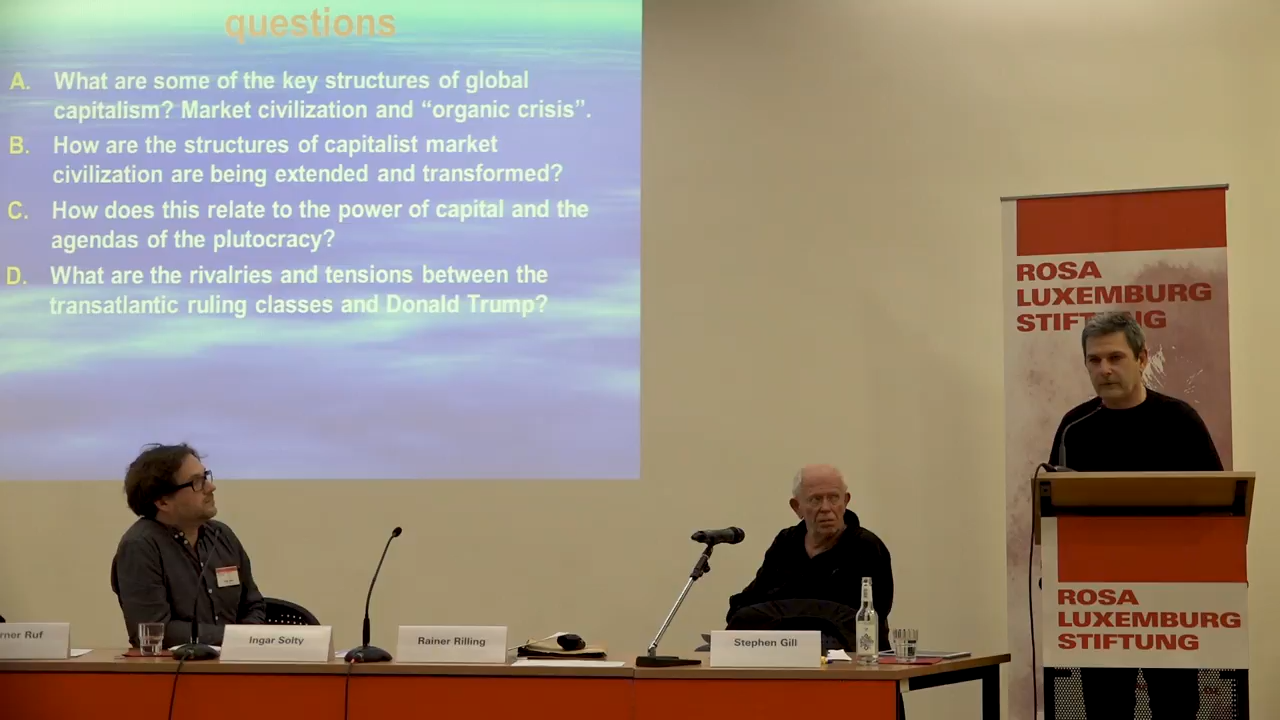 questions
A. What are some of the key structures of global
capitalism? Market civilization and “organic crisis”.
B. How are the structures of capitalist market
civilization are being extended and transformed?
C. How does this relate to the power of capital and the
agendas of the plutocracy?
D. What are the rivalries and tensions between the
transatlantic ruling classes and Donald Trump?
ROSA
LUXEMBURG
ROSA
LUXEMBURG
STIFTUNG
Ruf
Ingar Solty
Rainer Rilling
Stephen Gill